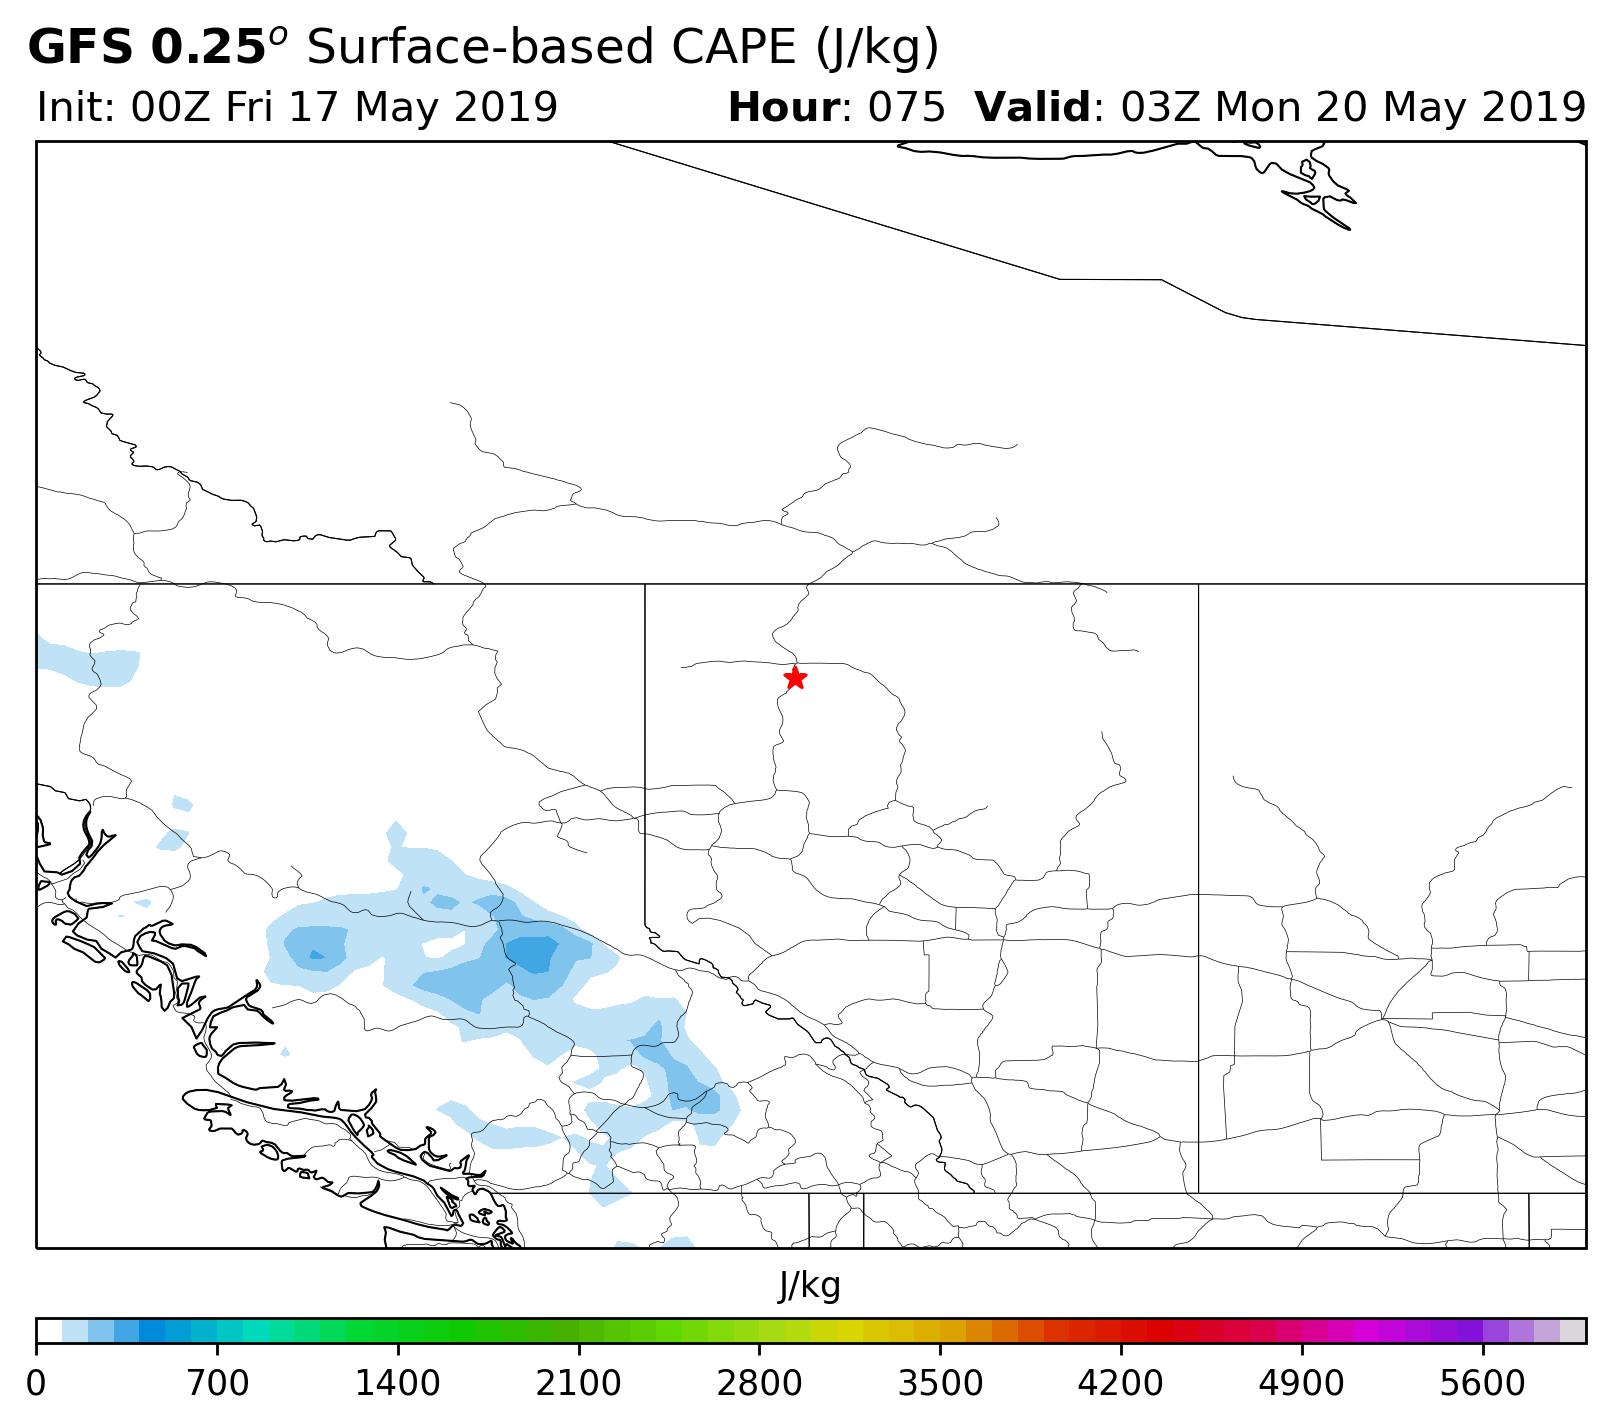 GFS 0.25° Surface-based CAPE (J/kg)
Init: 00Z Fri 17 May 2019 Hour: 075 Valid: 03Z Mon 20 May 2019
J/kg
0 700 1400 2100 2800 3500 4200 4900 5600